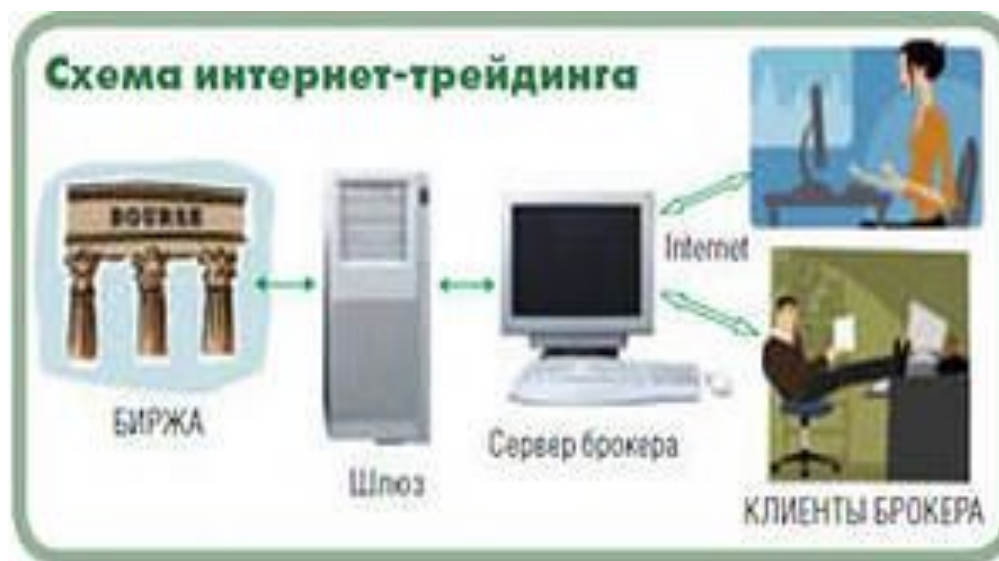 Схема интернет-трейдинга
BOURSE
Internet
БИРЖА
Сервер брокера
Шлюз
КЛИЕНТЫ БРОКЕРА